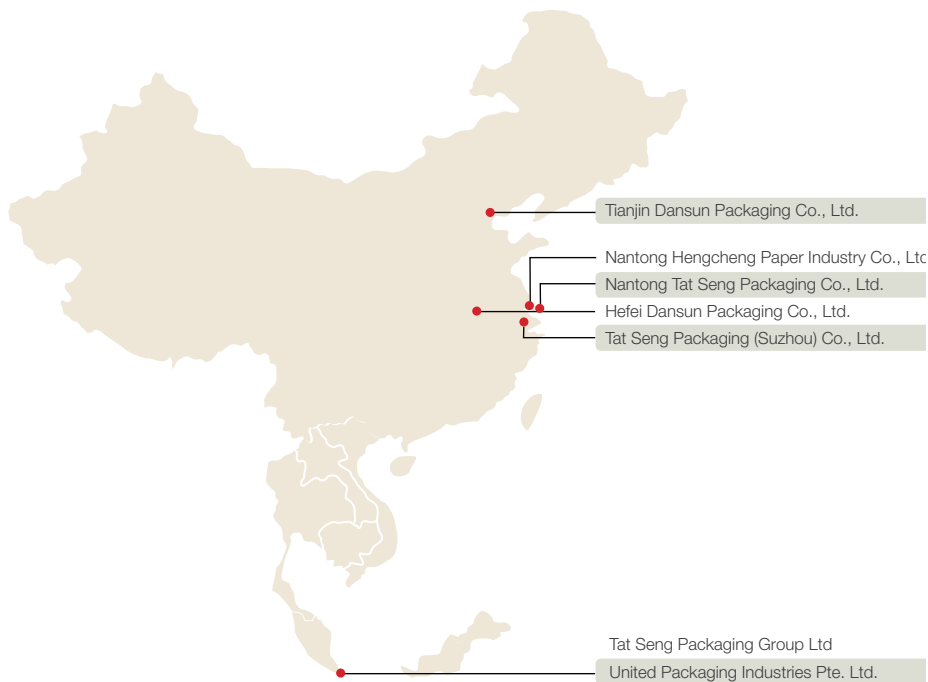 Tianjin Dansun Packaging Co., Ltd.
Nantong Hengcheng Paper Industry Co., Ltd
Nantong Tat Seng Packaging Co., Ltd.
Hefei Dansun Packaging Co., Ltd.
Tat Seng Packaging (Suzhou) Co., Ltd.
Tat Seng Packaging Group Ltd
United Packaging Industries Pte. Ltd.